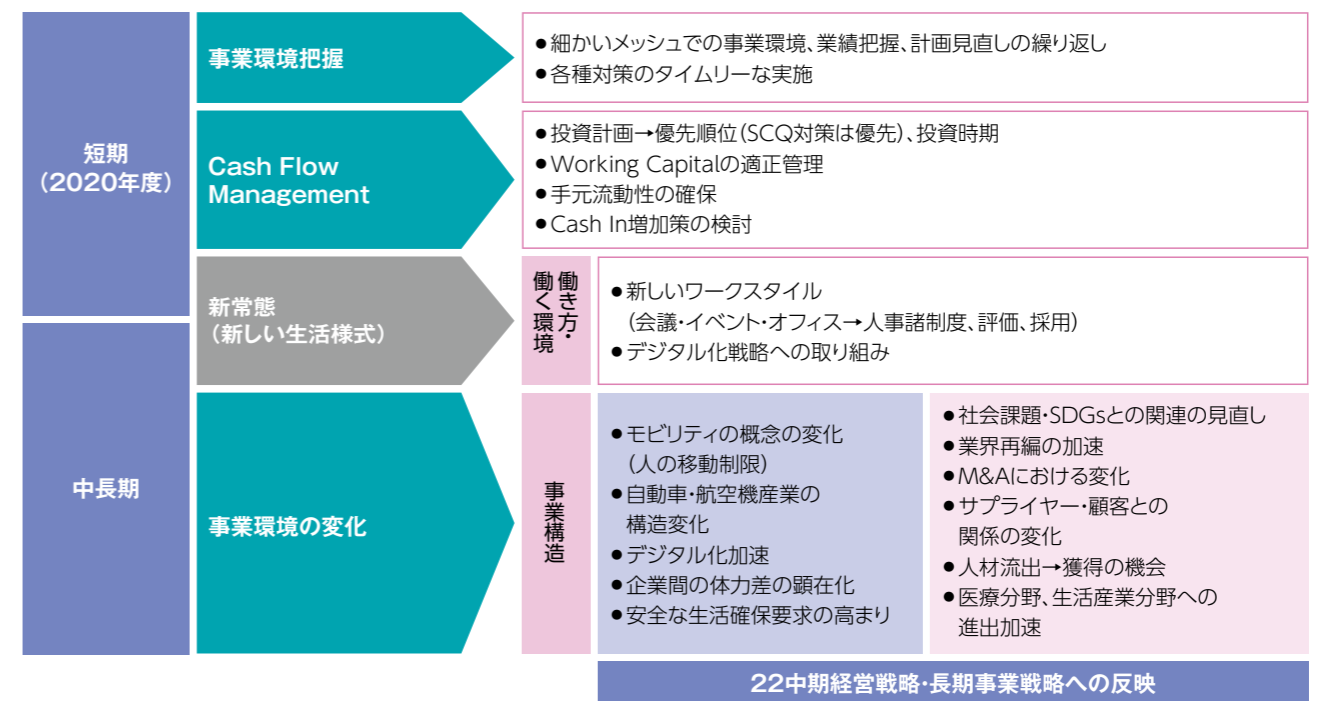 短期
（2020年度）
事業環境把握
●細かいメッシュでの事業環境、業績把握、計画見直しの繰り返し
●各種対策のタイムリーな実施
Cash Flow
Management
●投資計画→優先順位(SCQ対策は優先)、投資時期
●Working Capitalの適正管理
●手元流動性の確保
●Cash In増加策の検討
新常態
（新しい生活様式）
働き方・
働く環境
●新しいワークスタイル
（会議・イベント・オフィス→人事諸制度、評価、採用）
●デジタル化戦略への取り組み
中長期
事業環境の変化
事業構造
●モビリティの概念の変化
（人の移動制限）
●自動車・航空機産業の
構造変化
●デジタル化加速
●企業間の体力差の顕在化
●安全な生活確保要求の高まり
●社会課題・SDGsとの関連の見直し
●業界再編の加速
●M&Aにおける変化
●サプライヤー・顧客との
関係の変化
●人材流出→獲得の機会
●医療分野、生活産業分野への
進出加速
22中期経営戦略・長期事業戦略への反映